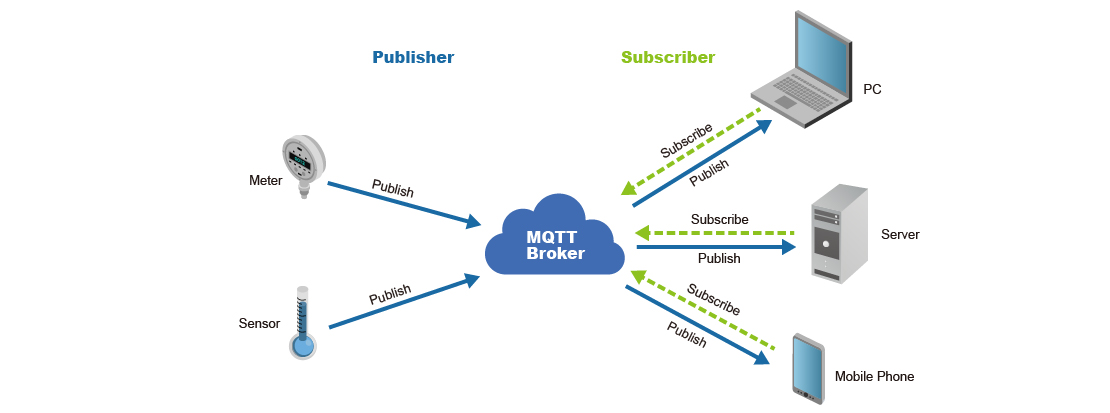 Publisher
Subscriber
PC
Subscribe
Publish
Meter
Publish
MQTT
Broker
Subscribe
Publish
Server
Sensor
Publish
Subscribe
Publish
Mobile Phone